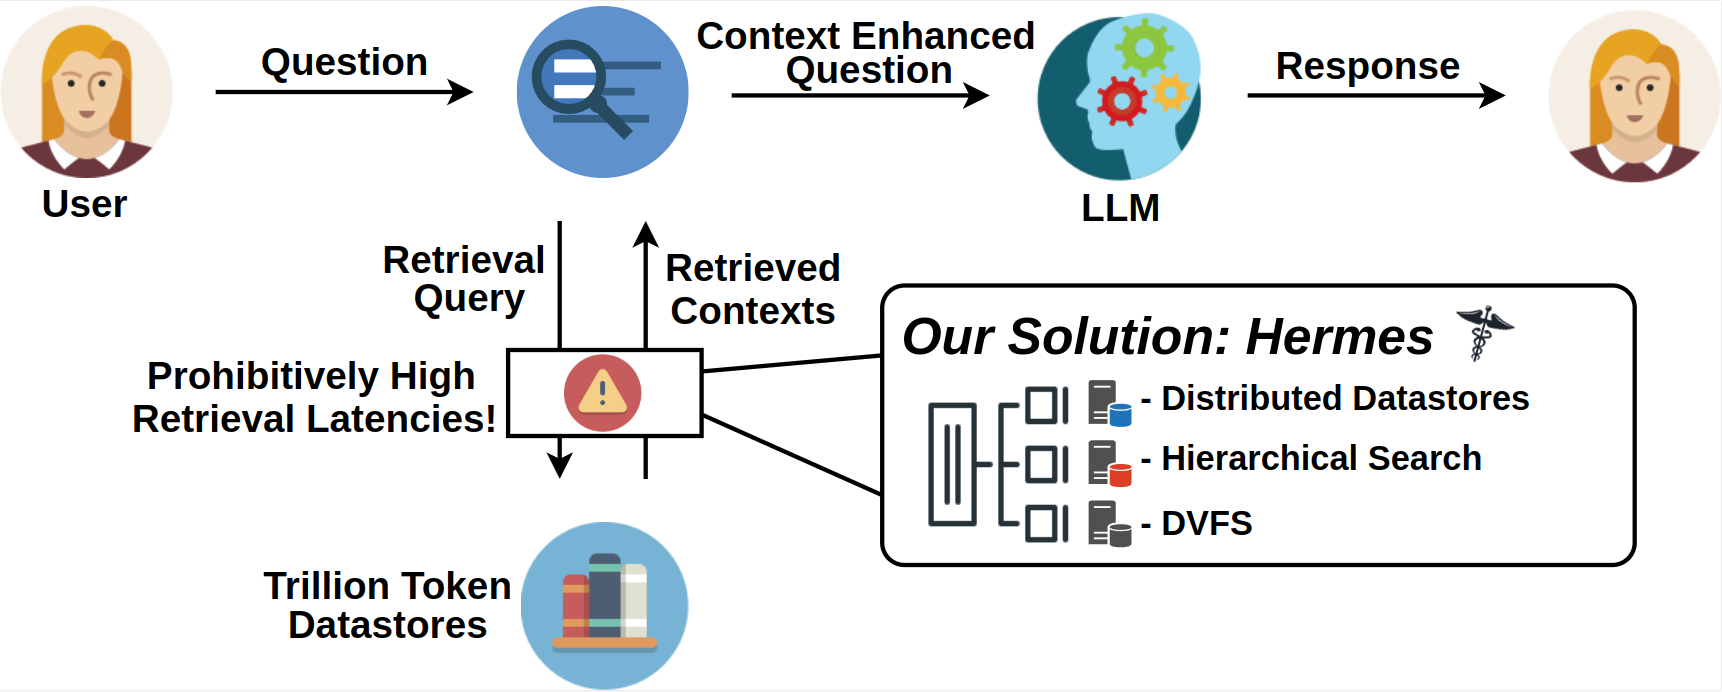 Question
Context Enhanced
Question
Response
User
LLM
Retrieval
Query
Retrieved
Contexts
Prohibitively High
Retrieval Latencies!
Our Solution: Hermes
- Distributed Datastores
- Hierarchical Search
- DVFS
Trillion Token
Datastores